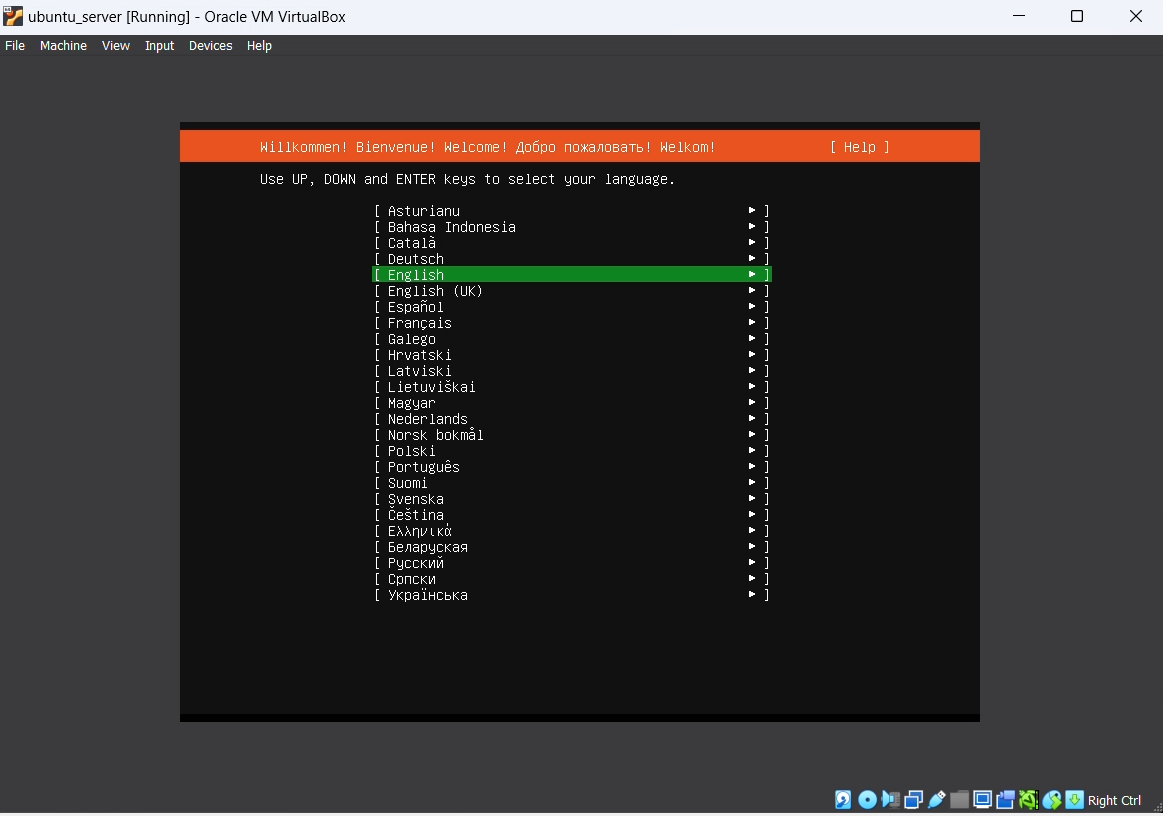 ubuntu_server [Running] - Oracle VM VirtualBox
File Machine View Input Devices Help
Willkommen! Bienvenue! Welcome! Добро пожаловать! Welkom! [ Help ]
Use UP, DOWN and ENTER keys to select your language.
[ Asturianu ► ]
[ Bahasa Indonesia ► ]
[ Català ► ]
[ Deutsch ► ]
[ English ► ]
[ English (UK) ► ]
[ Español ► ]
[ Français ► ]
[ Galego ► ]
[ Hrvatski ► ]
[ Latviski ► ]
[ Lietuviškai ► ]
[ Magyar ► ]
[ Nederlands ► ]
[ Norsk bokmål ► ]
[ Polski ► ]
[ Português ► ]
[ Suomi ► ]
[ Svenska ► ]
[ Čeština ► ]
[ Ελληνικά ► ]
[ Беларуская ► ]
[ Русский ► ]
[ Српски ► ]
[ Українська ► ]
Right Ctrl